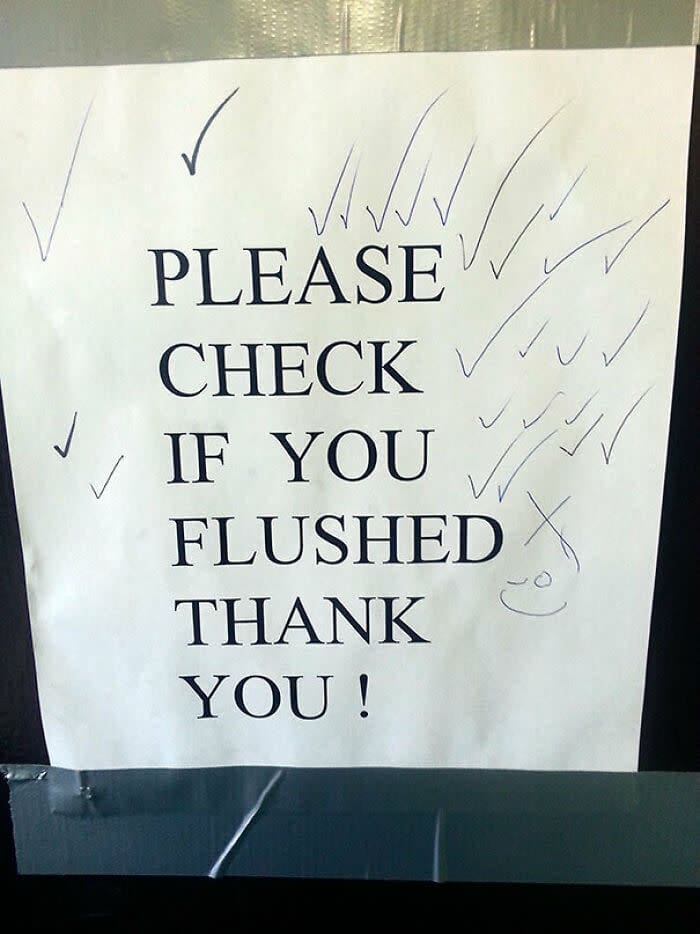 PLEASE
CHECK
IF YOU
FLUSHED
THANK
YOU !